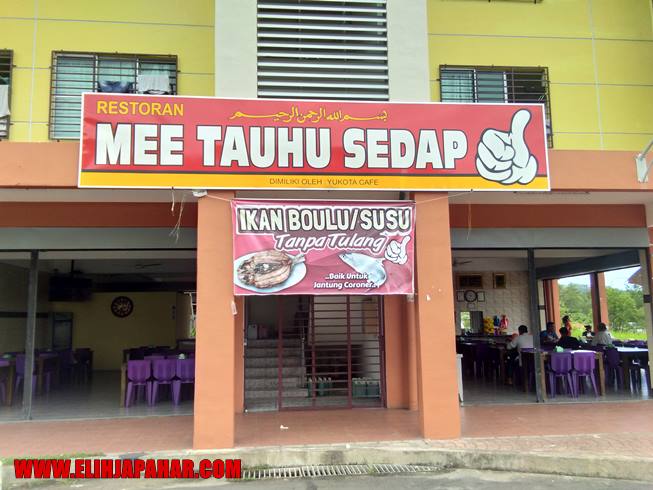 RESTORAN
بسم الله الرحمن الرحيم
MEE TAUHU SEDAP
DIMILIKI OLEH : YUKOTA CAFE
IKAN BOULU/SUSU
Tanpa Tulang
...Baik Untuk
Jantung Coroner...
WWW.ELIHJAPAHAR.COM